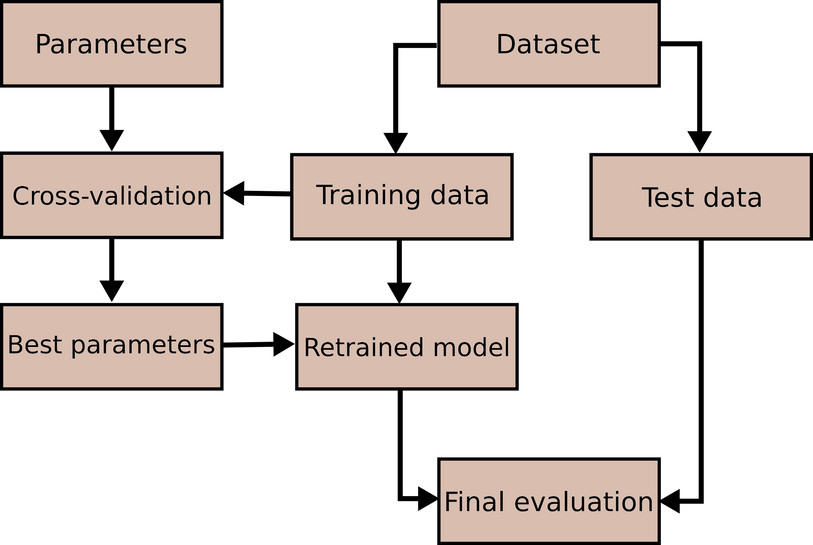 Parameters
Dataset
Cross-validation
Training data
Test data
Best parameters
Retrained model
Final evaluation